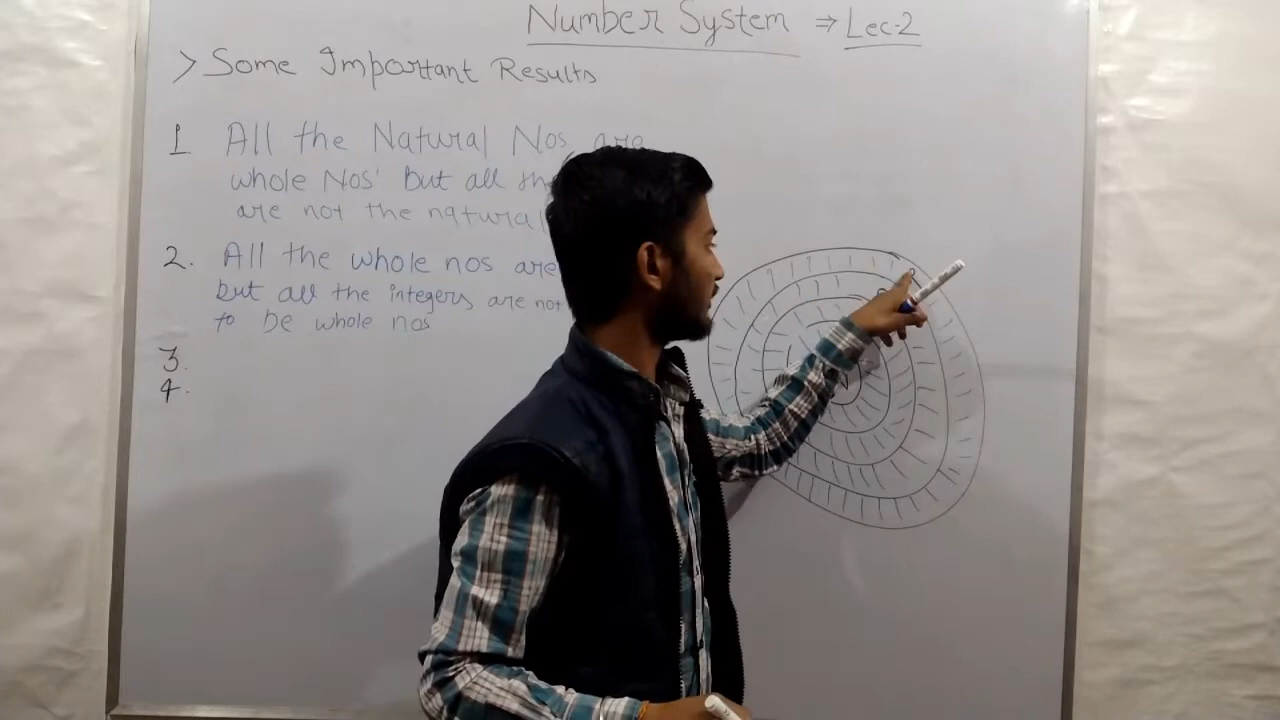 Number System ⇒ Lec-2
> Some Important Results
1. All the Natural Nos. are
whole Nos' But all the
are not the natural
2. All the whole nos are
but all the integers are not
to be whole nos
3.
4.